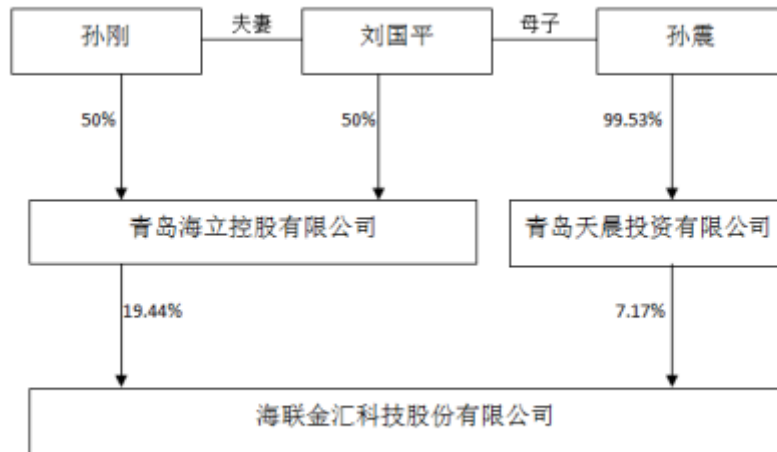 孙刚
夫妻
刘国平
母子
孙震
50%
50%
99.53%
青岛海立控股有限公司
青岛天晨投资有限公司
19.44%
7.17%
海联金汇科技股份有限公司